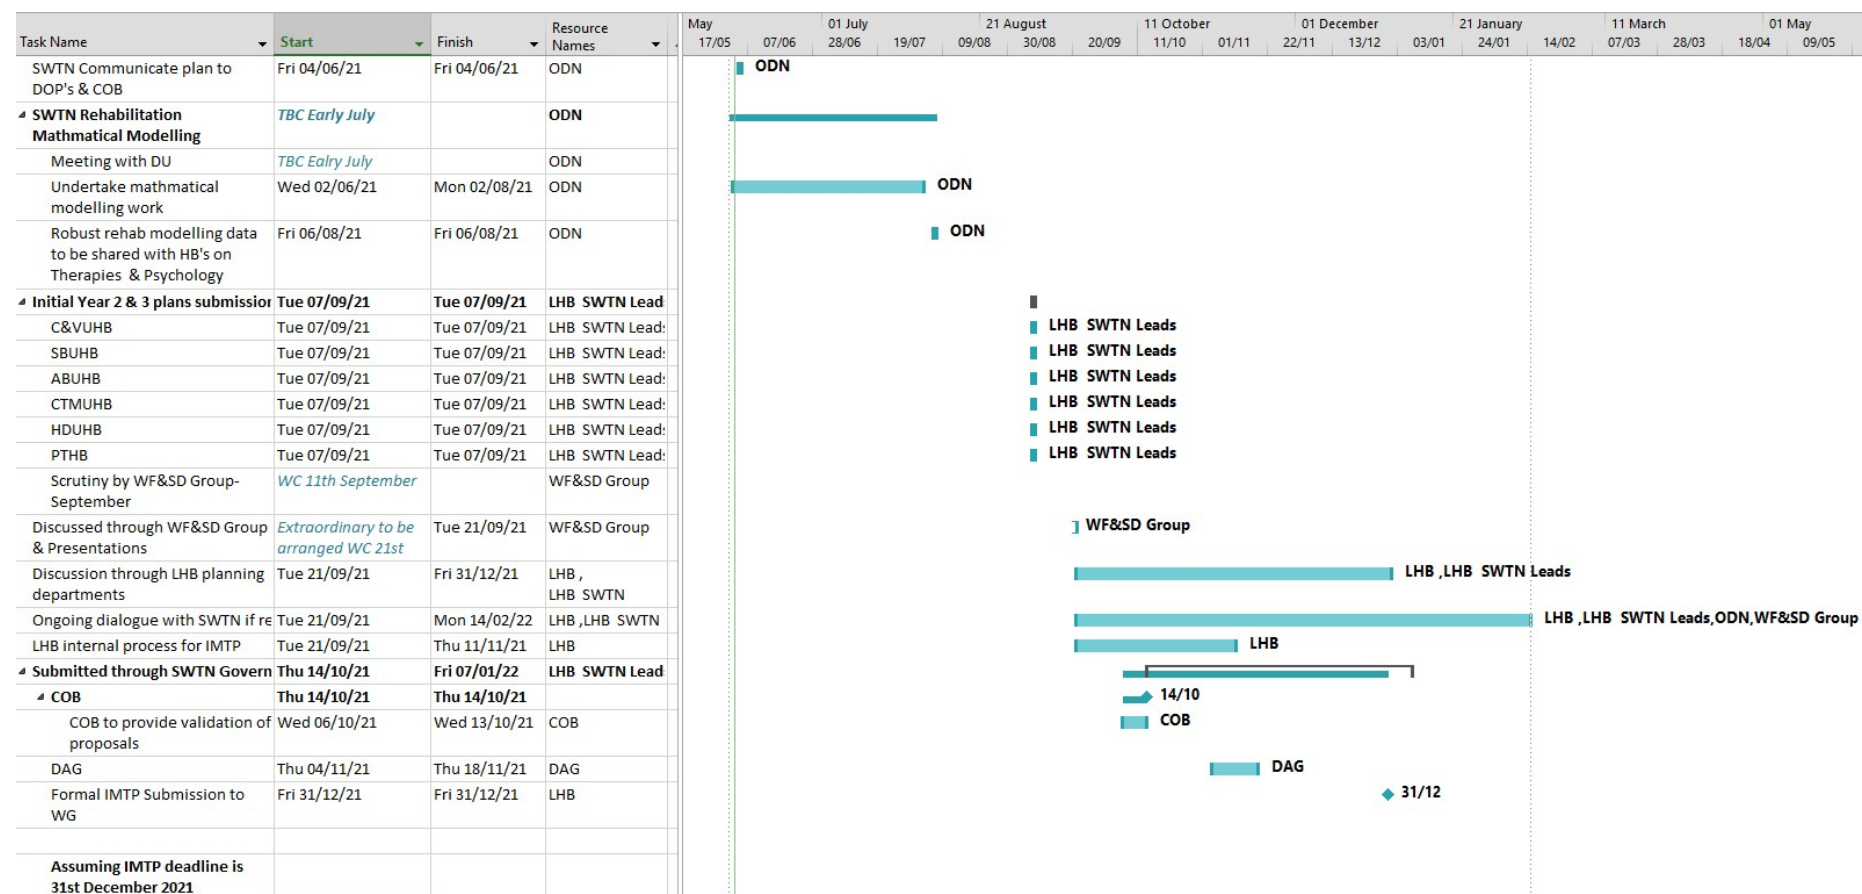 May 01 July 21 August 11 October 01 December 21 January 11 March 01 May
Task Name Start Finish Resource Names
17/05 07/06 28/06 19/07 09/08 30/08 20/09 11/10 01/11 22/11 13/12 03/01 24/01 14/02 07/03 28/03 18/04 09/05
SWTN Communicate plan to Fri 04/06/21 Fri 04/06/21 ODN ODN
DOP's & COB
SWTN Rehabilitation TBC Early July ODN
Mathmatical Modelling
Meeting with DU TBC Ealry July ODN
Undertake mathmatical Wed 02/06/21 Mon 02/08/21 ODN ODN
modelling work
Robust rehab modelling data Fri 06/08/21 Fri 06/08/21 ODN ODN
to be shared with HB's on
Therapies & Psychology
Initial Year 2 & 3 plans submission Tue 07/09/21 Tue 07/09/21 LHB SWTN Lead
C&VUHB Tue 07/09/21 Tue 07/09/21 LHB SWTN Leads LHB SWTN Leads
SBUHB Tue 07/09/21 Tue 07/09/21 LHB SWTN Leads LHB SWTN Leads
ABUHB Tue 07/09/21 Tue 07/09/21 LHB SWTN Leads LHB SWTN Leads
CTMUHB Tue 07/09/21 Tue 07/09/21 LHB SWTN Leads LHB SWTN Leads
HDUHB Tue 07/09/21 Tue 07/09/21 LHB SWTN Leads LHB SWTN Leads
PTHB Tue 07/09/21 Tue 07/09/21 LHB SWTN Leads LHB SWTN Leads
Scrutiny by WF&SD Group- WC 11th September WF&SD Group
September
Discussed through WF&SD Group Extraordinary to be Tue 21/09/21 WF&SD Group WF&SD Group
& Presentations arranged WC 21st
Discussion through LHB planning Tue 21/09/21 Fri 31/12/21 LHB , LHB ,LHB SWTN Leads
departments LHB SWTN
Ongoing dialogue with SWTN if re Tue 21/09/21 Mon 14/02/22 LHB ,LHB SWTN LHB ,LHB SWTN Leads,ODN,WF&SD Group
LHB internal process for IMTP Tue 21/09/21 Thu 11/11/21 LHB LHB
Submitted through SWTN Govern Thu 14/10/21 Fri 07/01/22 LHB SWTN Lead
COB Thu 14/10/21 Thu 14/10/21 14/10
COB to provide validation of Wed 06/10/21 Wed 13/10/21 COB COB
proposals
DAG Thu 04/11/21 Thu 18/11/21 DAG DAG
Formal IMTP Submission to Fri 31/12/21 Fri 31/12/21 LHB 31/12
WG
Assuming IMTP deadline is
31st December 2021